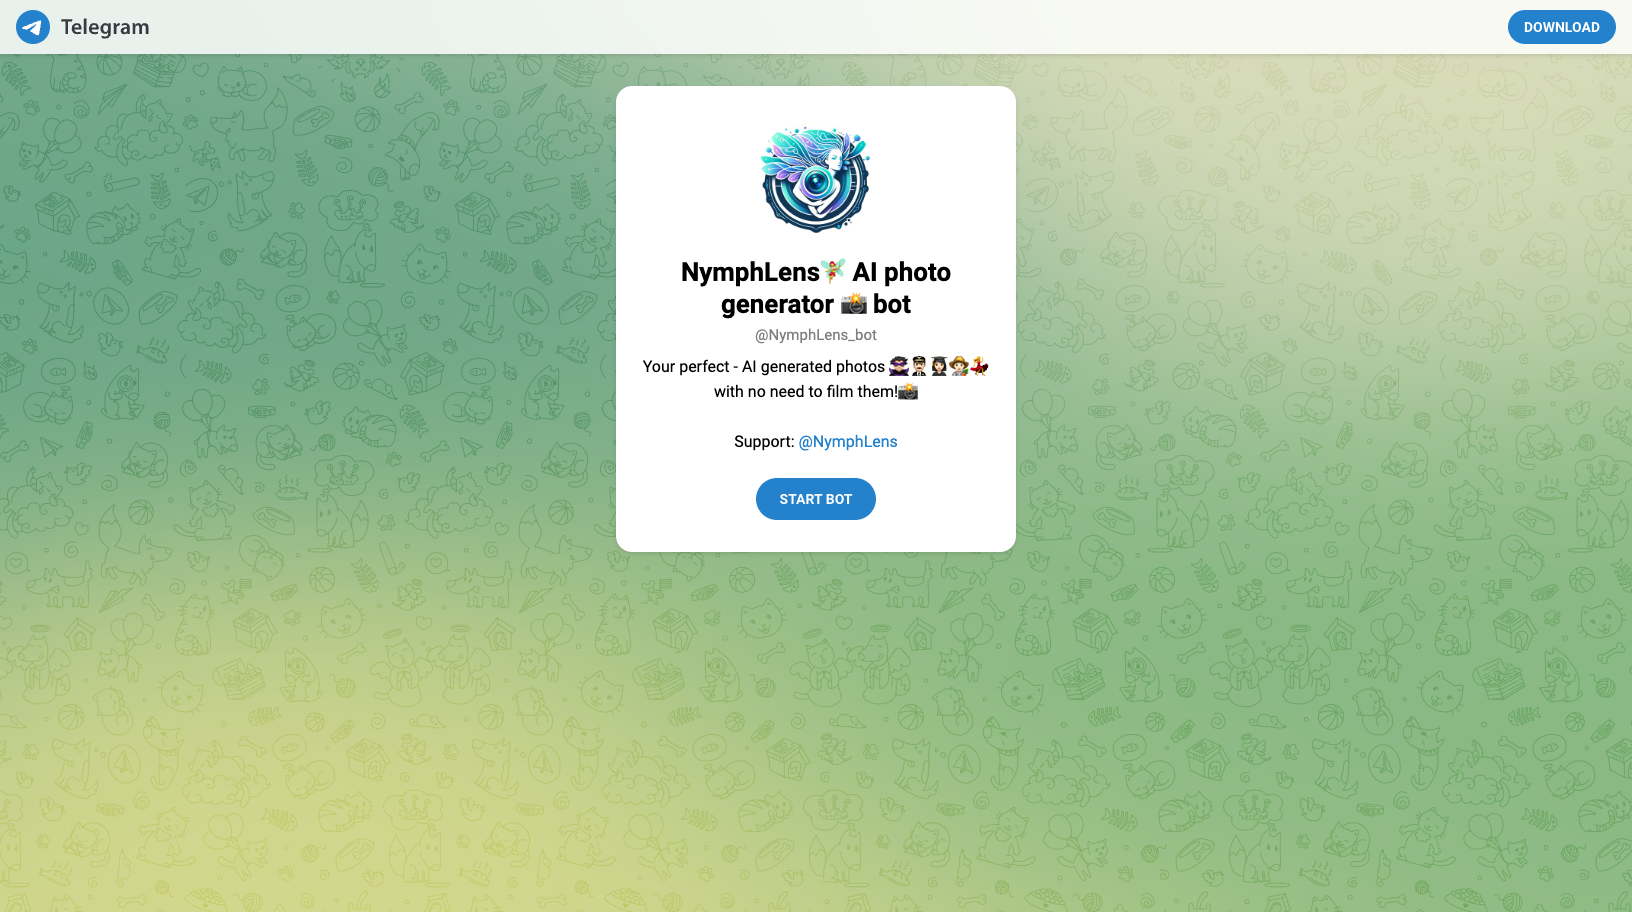 Telegram
DOWNLOAD
NymphLens🧚 AI photo
generator 📸 bot
@NymphLens_bot
Your perfect - AI generated photos 🦹👨‍✈️👩‍🎓👩‍🌾💃
with no need to film them!📸
Support: @NymphLens
START BOT